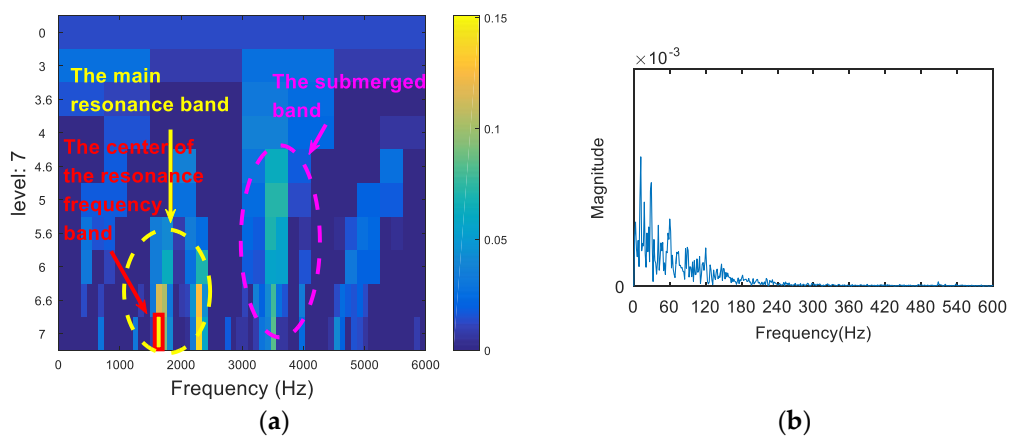 0
3
3.6
4
4.6
5
5.6
6
6.6
7
level: 7
The main
resonance band
The submerged
band
The center of
the resonance
frequency
band
0 1000 2000 3000 4000 5000 6000
Frequency (Hz)
0.15
0.1
0.05
0
(a)
×10-3
Magnitude
0
0 60 120 180 240 300 360 420 480 540 600
Frequency(Hz)
(b)